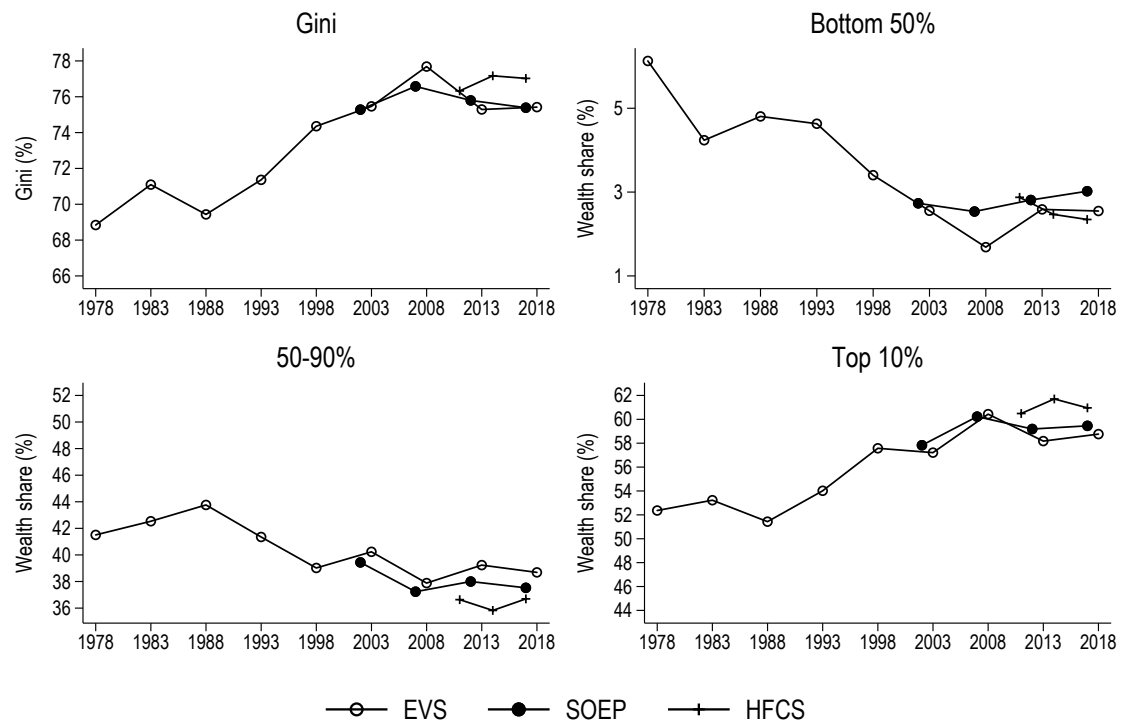 Gini
Gini (%)
78
76
74
72
70
68
66
1978 1983 1988 1993 1998 2003 2008 2013 2018
Bottom 50%
Wealth share (%)
5
3
1
1978 1983 1988 1993 1998 2003 2008 2013 2018
50-90%
Wealth share (%)
52
50
48
46
44
42
40
38
36
1978 1983 1988 1993 1998 2003 2008 2013 2018
Top 10%
Wealth share (%)
62
60
58
56
54
52
50
48
46
44
1978 1983 1988 1993 1998 2003 2008 2013 2018
EVS SOEP HFCS